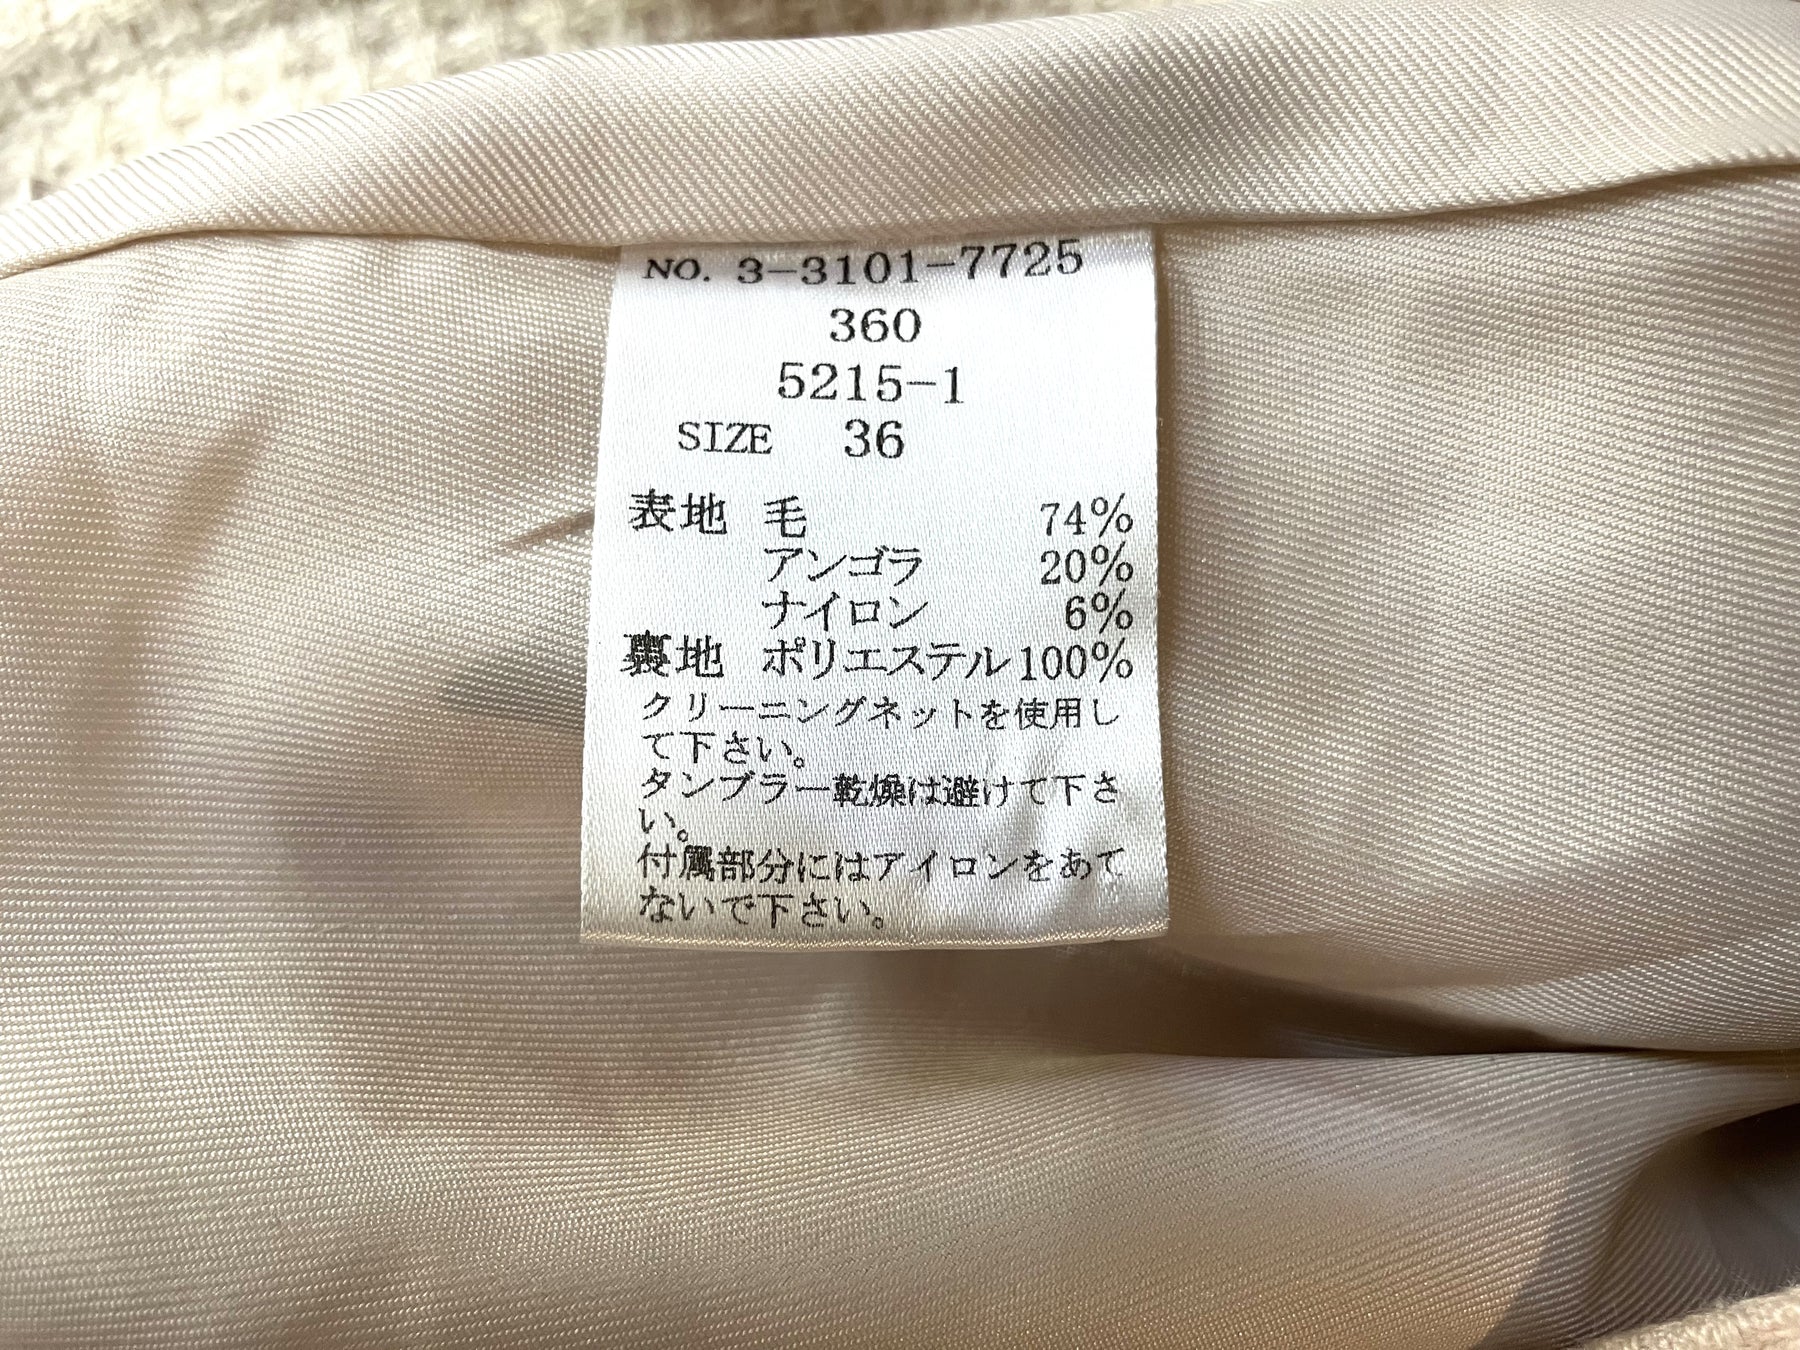 NO. 3-3101-7725
360
5215-1
SIZE 36
表地 毛 74%
アンゴラ 20%
ナイロン 6%
裏地 ポリエステル 100%
クリーニングネットを使用し
て下さい。
タンブラー乾燥は避けて下さ
い。
付属部分にはアイロンをあて
ないで下さい。